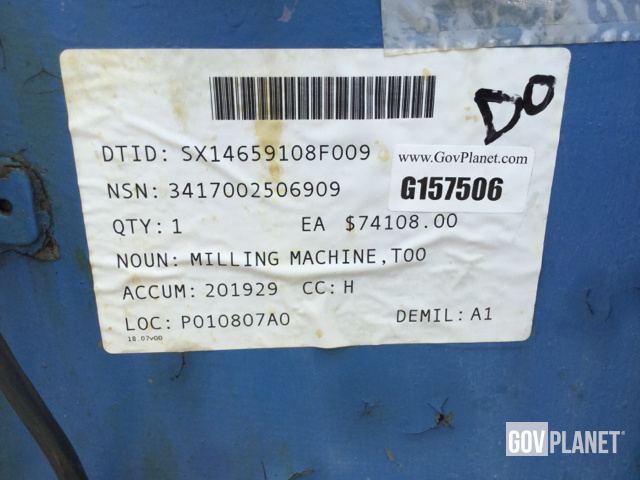 DO
DTID: SX14659108F009
www.GovPlanet.com
NSN: 3417002506909
G157506
QTY: 1 EA $74108.00
NOUN: MILLING MACHINE,TOO
ACCUM: 201929 CC: H
LOC: P010807A0 DEMIL: A1
18.07v00
GOVPLANET